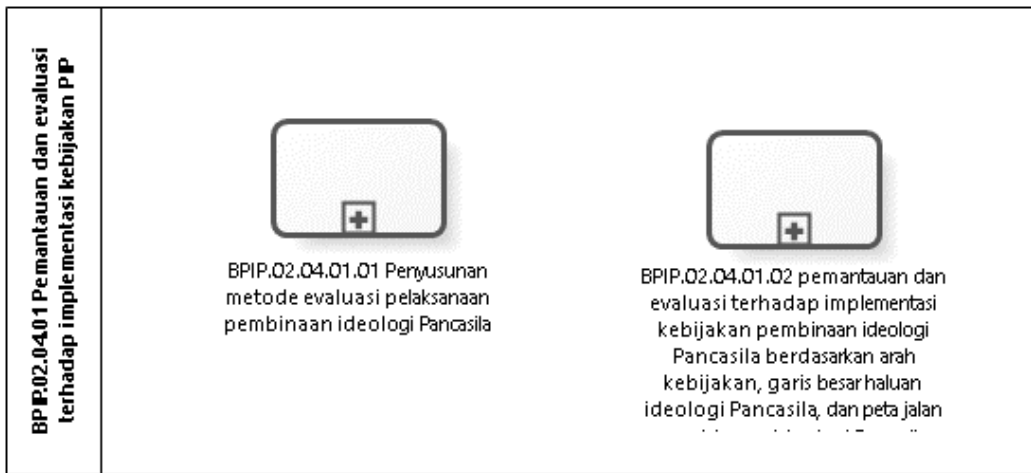 BPIP.02.04.01 Pemantauan dan evaluasi
terhadap implementasi kebijakan PIP
BPIP.02.04.01.01 Penyusunan
metode evaluasi pelaksanaan
pembinaan ideologi Pancasila
BPIP.02.04.01.02 pemantauan dan
evaluasi terhadap implementasi
kebijakan pembinaan ideologi
Pancasila berdasarkan arah
kebijakan, garis besar haluan
ideologi Pancasila, dan peta jalan